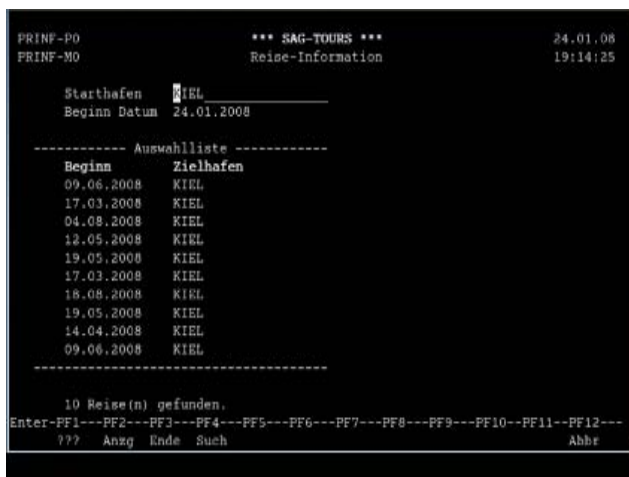 PRINF-PO *** SAG-TOURS *** 24.01.08
PRINF-MO Reise-Information 19:14:25
Starthafen KIEL____________________
Beginn Datum 24.01.2008
------------ Auswahlliste ------------
Beginn Zielhafen
09.06.2008 KIEL
17.03.2008 KIEL
04.08.2008 KIEL
12.05.2008 KIEL
19.05.2008 KIEL
17.03.2008 KIEL
18.08.2008 KIEL
19.05.2008 KIEL
14.04.2008 KIEL
09.06.2008 KIEL
--------------------------------------
10 Reise(n) gefunden.
Enter-PF1---PF2---PF3---PF4---PF5---PF6---PF7---PF8---PF9---PF10--PF11--PF12---
??? Anzg Ende Such Abbr